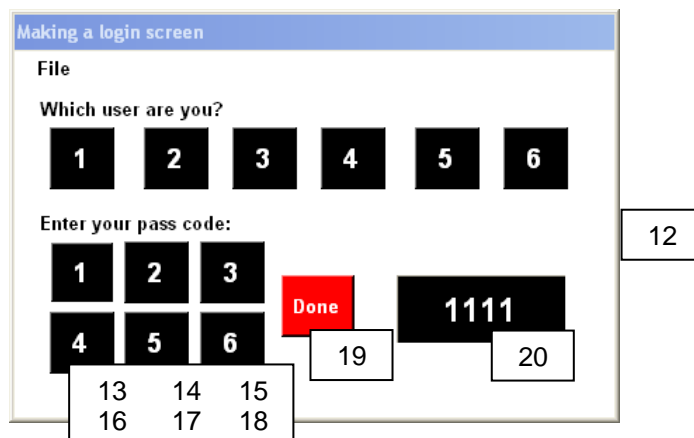 Making a login screen
File
Which user are you?
1 2 3 4 5 6
Enter your pass code:
12
1 2 3
Done
1111
4 5 6
19
20
13 14 15
16 17 18